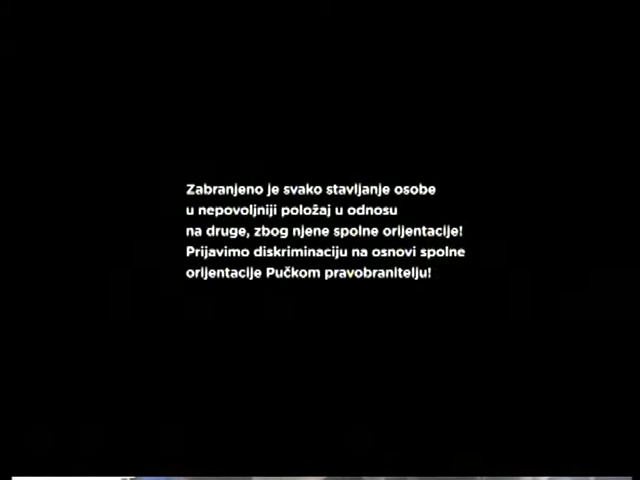 Zabranjeno je svako stavljanje osobe
u nepovoljniji položaj u odnosu
na druge, zbog njene spolne orijentacije!
Prijavimo diskriminaciju na osnovi spolne
orijentacije Pučkom pravobranitelju!